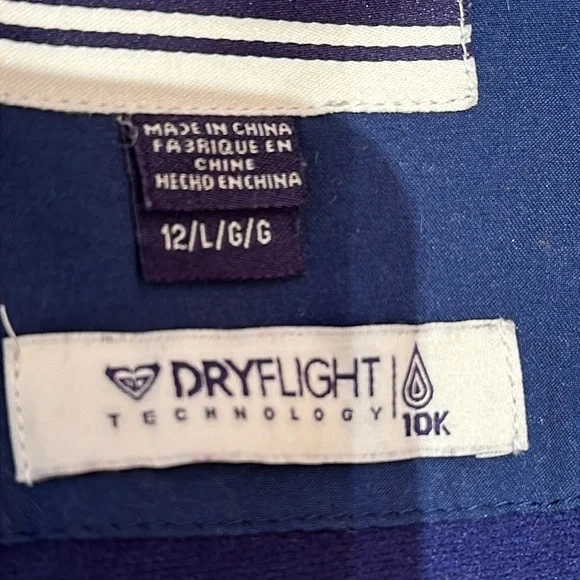 MADE IN CHINA
FABRIQUE EN
CHINE
HECHO EN CHINA
12/L/G/G
DRYFLIGHT
TECHNOLOGY
10K